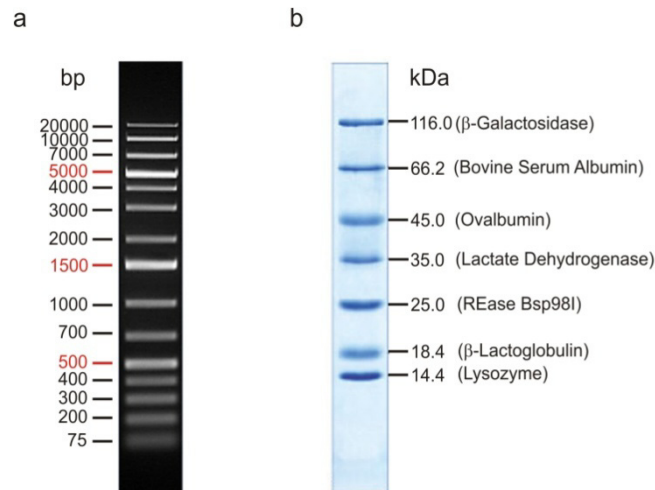 a
bp
20000
10000
7000
5000
4000
3000
2000
1500
1000
700
500
400
300
200
75
b
kDa
116.0 (β-Galactosidase)
66.2 (Bovine Serum Albumin)
45.0 (Ovalbumin)
35.0 (Lactate Dehydrogenase)
25.0 (REase Bsp98I)
18.4 (β-Lactoglobulin)
14.4 (Lysozyme)